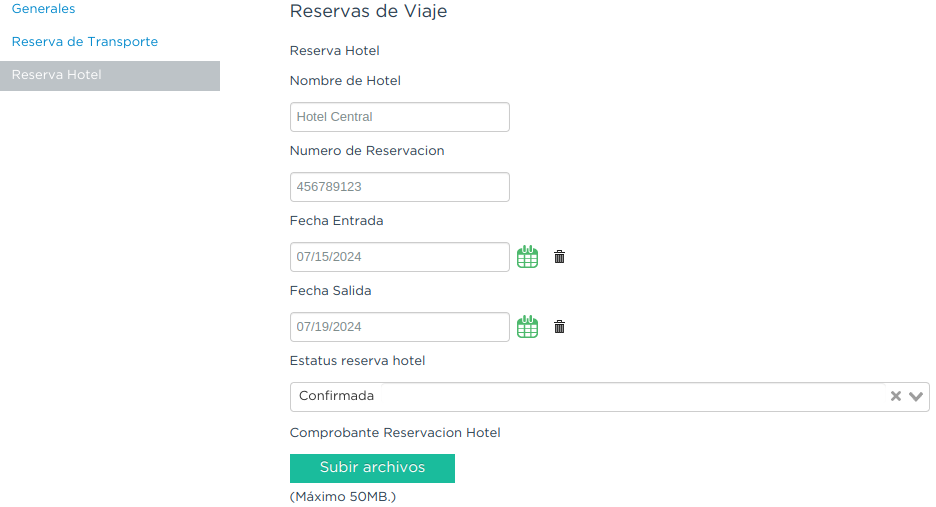 Generales
Reserva de Transporte
Reserva Hotel
Reservas de Viaje
Reserva Hotel
Nombre de Hotel
Hotel Central
Numero de Reservacion
456789123
Fecha Entrada
07/15/2024
Fecha Salida
07/19/2024
Estatus reserva hotel
Confirmada
Comprobante Reservacion Hotel
Subir archivos
(Máximo 50MB.)